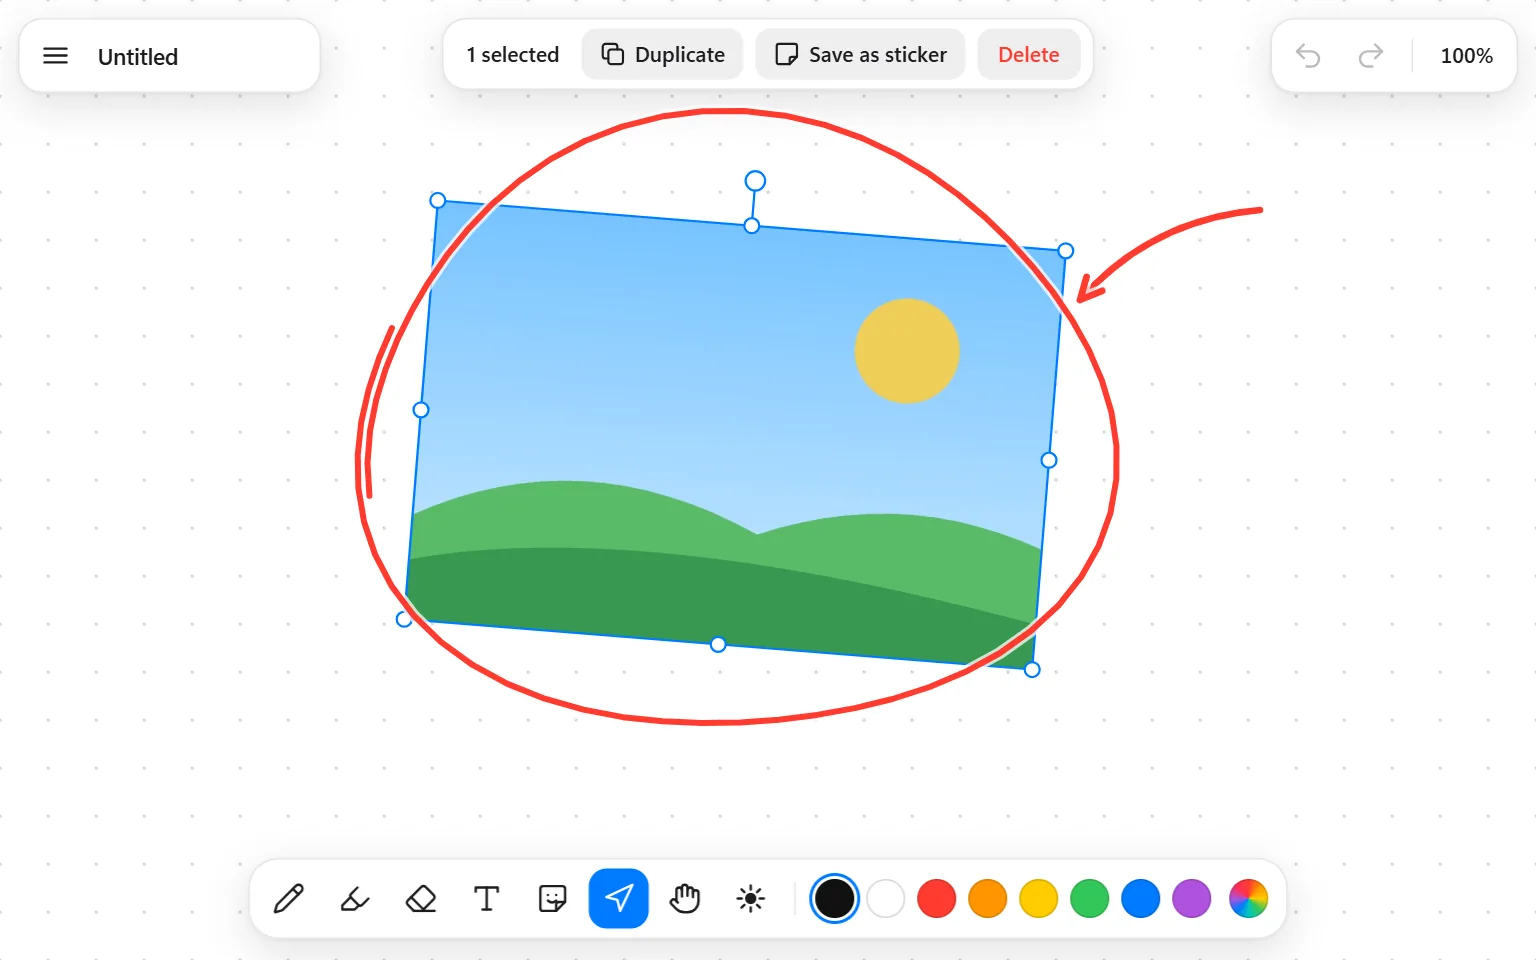 Untitled
1 selected
Duplicate
Save as sticker
Delete
100%